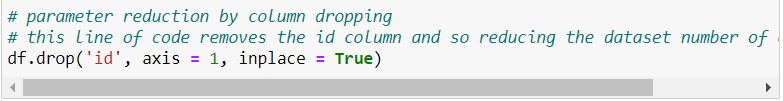 # parameter reduction by column dropping
# this line of code removes the id column and so reducing the dataset number of
df.drop('id', axis = 1, inplace = True)